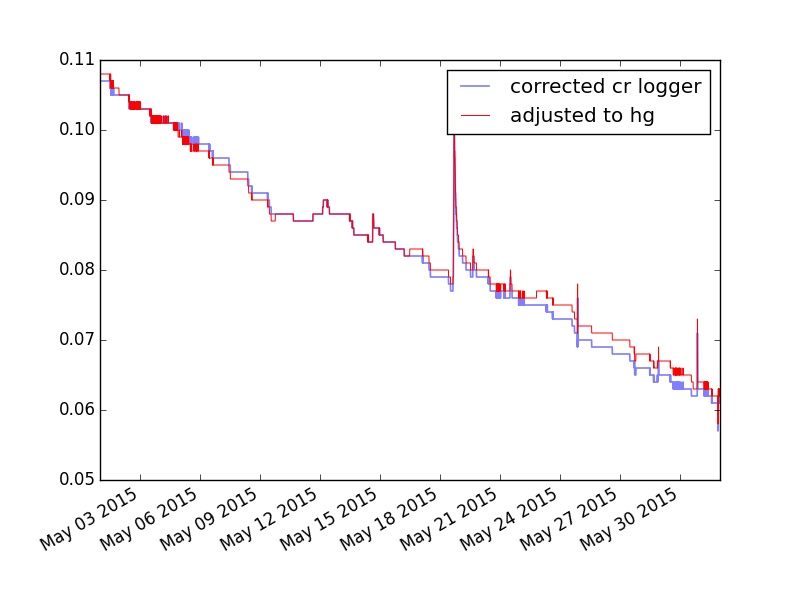 0.11
0.10
0.09
0.08
0.07
0.06
0.05
corrected cr logger
adjusted to hg
May 03 2015
May 06 2015
May 09 2015
May 12 2015
May 15 2015
May 18 2015
May 21 2015
May 24 2015
May 27 2015
May 30 2015